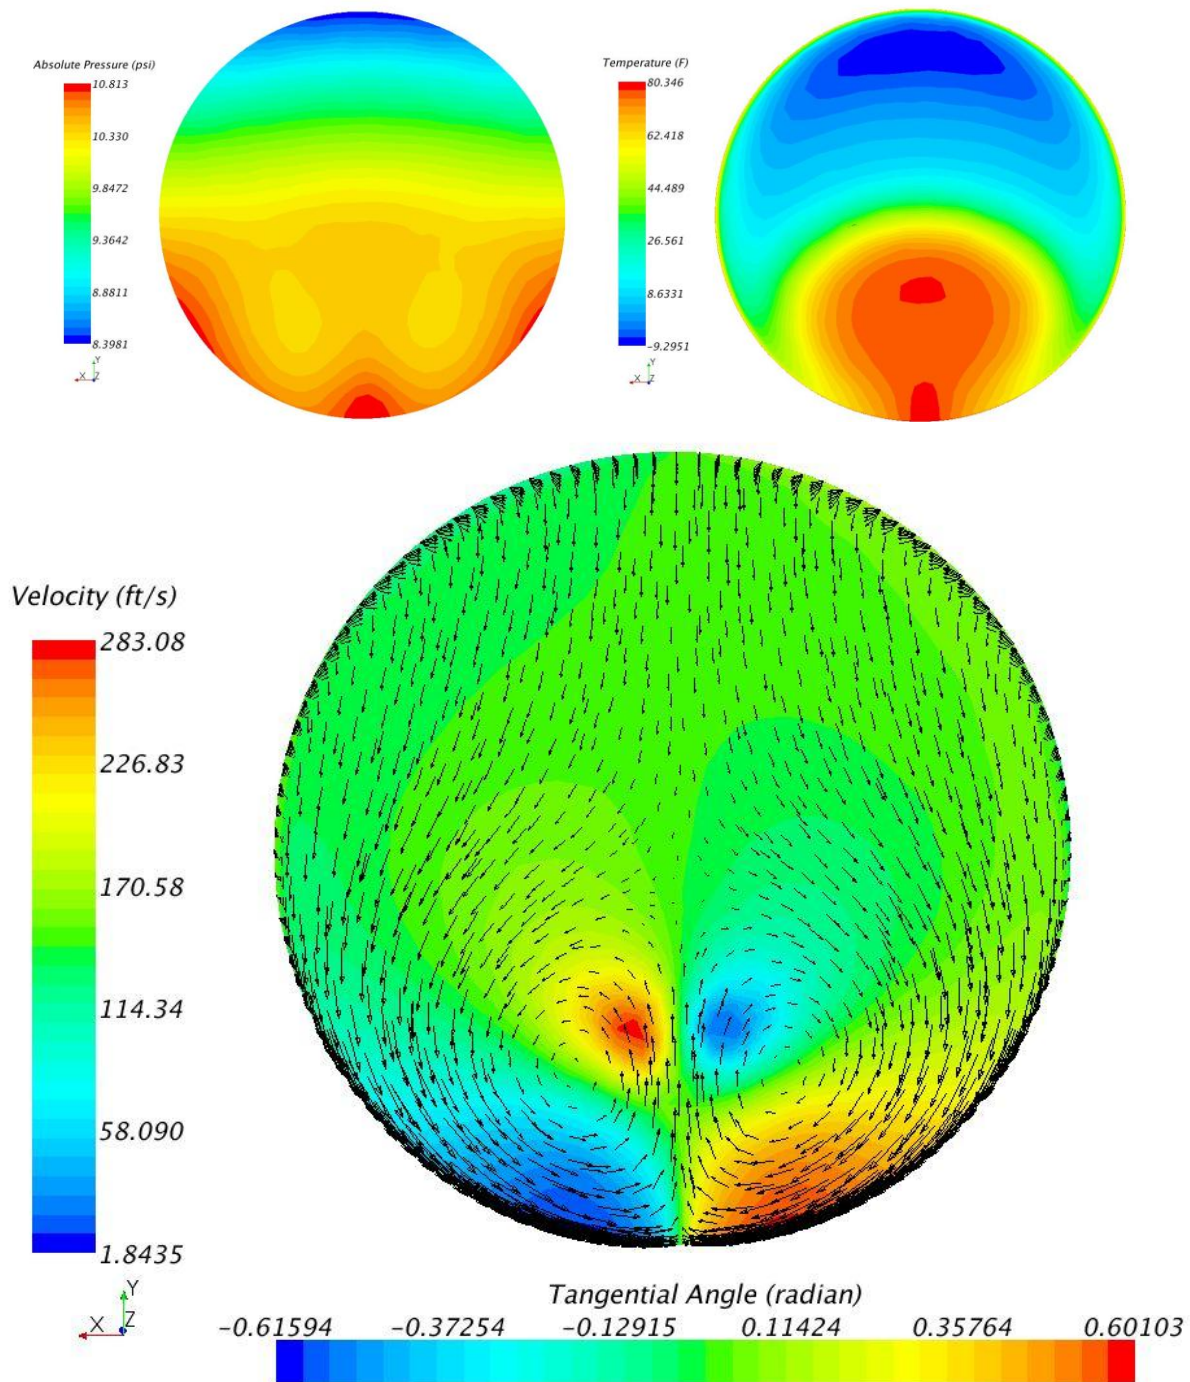 Absolute Pressure (psi)
10.813
10.330
9.8472
9.3642
8.8811
8.3981
Y
X Z
Temperature (F)
80.346
62.418
44.489
26.561
8.6331
-9.2951
Y
X Z
Velocity (ft/s)
283.08
226.83
170.58
114.34
58.090
1.8435
Y
X Z
Tangential Angle (radian)
-0.61594 -0.37254 -0.12915 0.11424 0.35764 0.60103